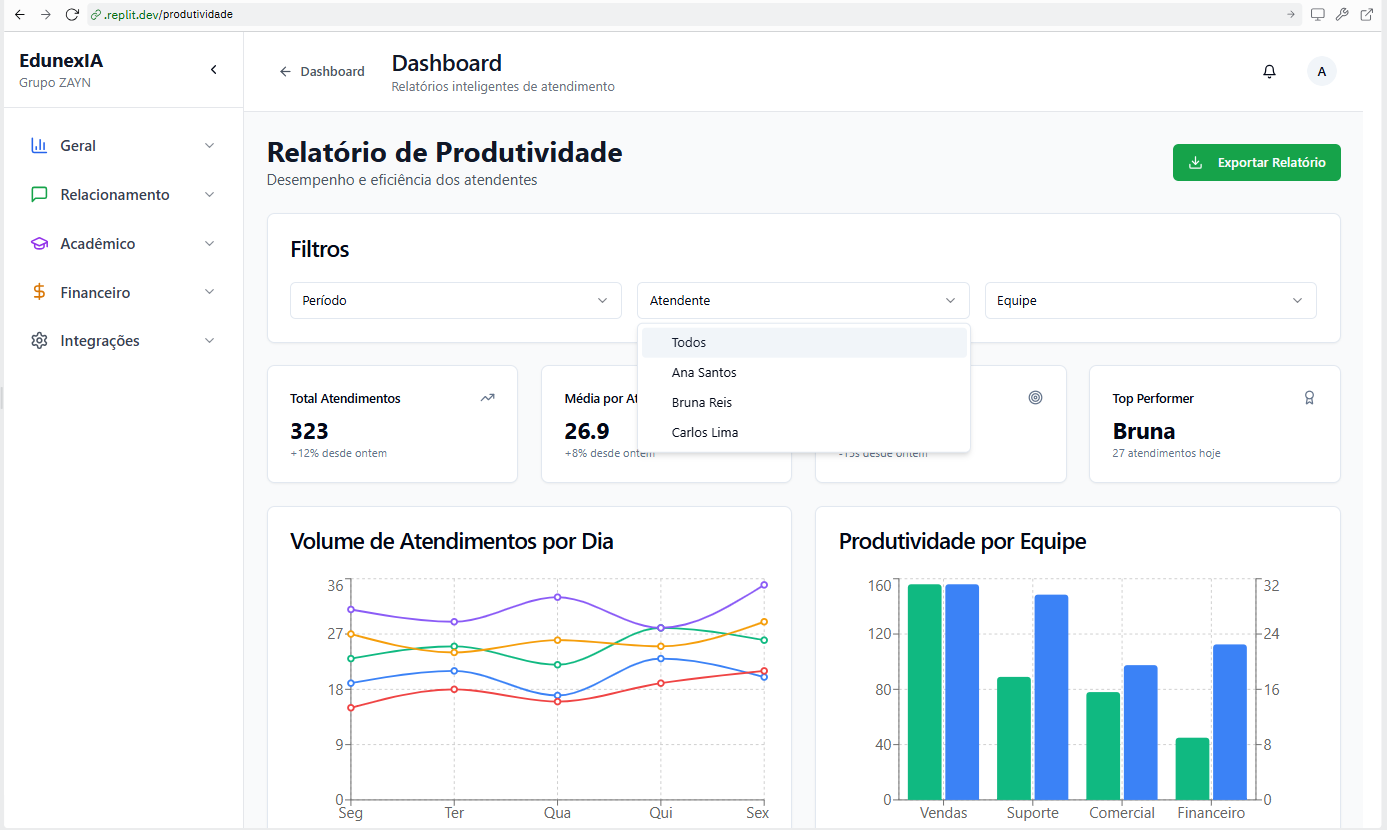 .replit.dev/produtividade
EdunexIA
Grupo ZAYN
Geral
Relacionamento
Acadêmico
Financeiro
Integrações
Dashboard
Dashboard
Relatórios inteligentes de atendimento
A
Relatório de Produtividade
Desempenho e eficiência dos atendentes
Exportar Relatório
Filtros
Período
Atendente
Equipe
Todos
Ana Santos
Bruna Reis
Carlos Lima
Total Atendimentos
323
+12% desde ontem
Média por
26.9
+8% desde ontem
-15s desde ontem
Top Performer
Bruna
27 atendimentos hoje
Volume de Atendimentos por Dia
36
27
18
9
0
Seg Ter Qua Qui Sex
Produtividade por Equipe
160 32
120 24
80 16
40 8
0 0
Vendas Suporte Comercial Financeiro